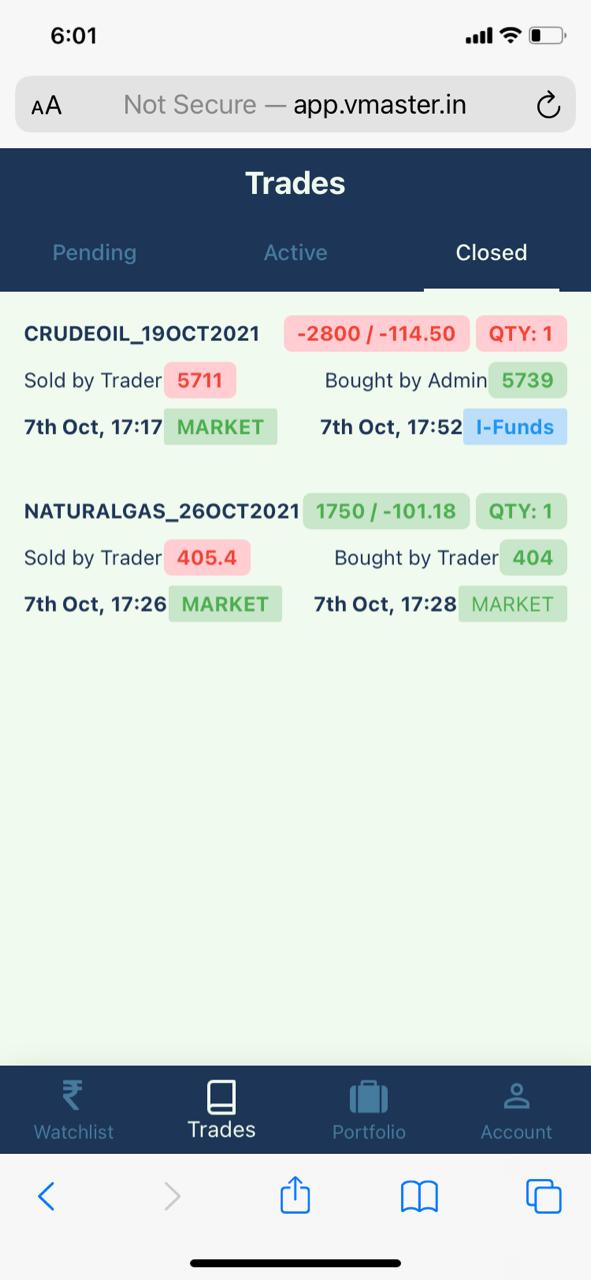 6:01
AA Not Secure — app.vmaster.in
Trades
Pending Active Closed
CRUDEOIL_19OCT2021 -2800 / -114.50 QTY: 1
Sold by Trader 5711 Bought by Admin 5739
7th Oct, 17:17 MARKET 7th Oct, 17:52 I-Funds
NATURALGAS_26OCT2021 1750 / -101.18 QTY: 1
Sold by Trader 405.4 Bought by Trader 404
7th Oct, 17:26 MARKET 7th Oct, 17:28 MARKET
₹
Watchlist Trades Portfolio Account